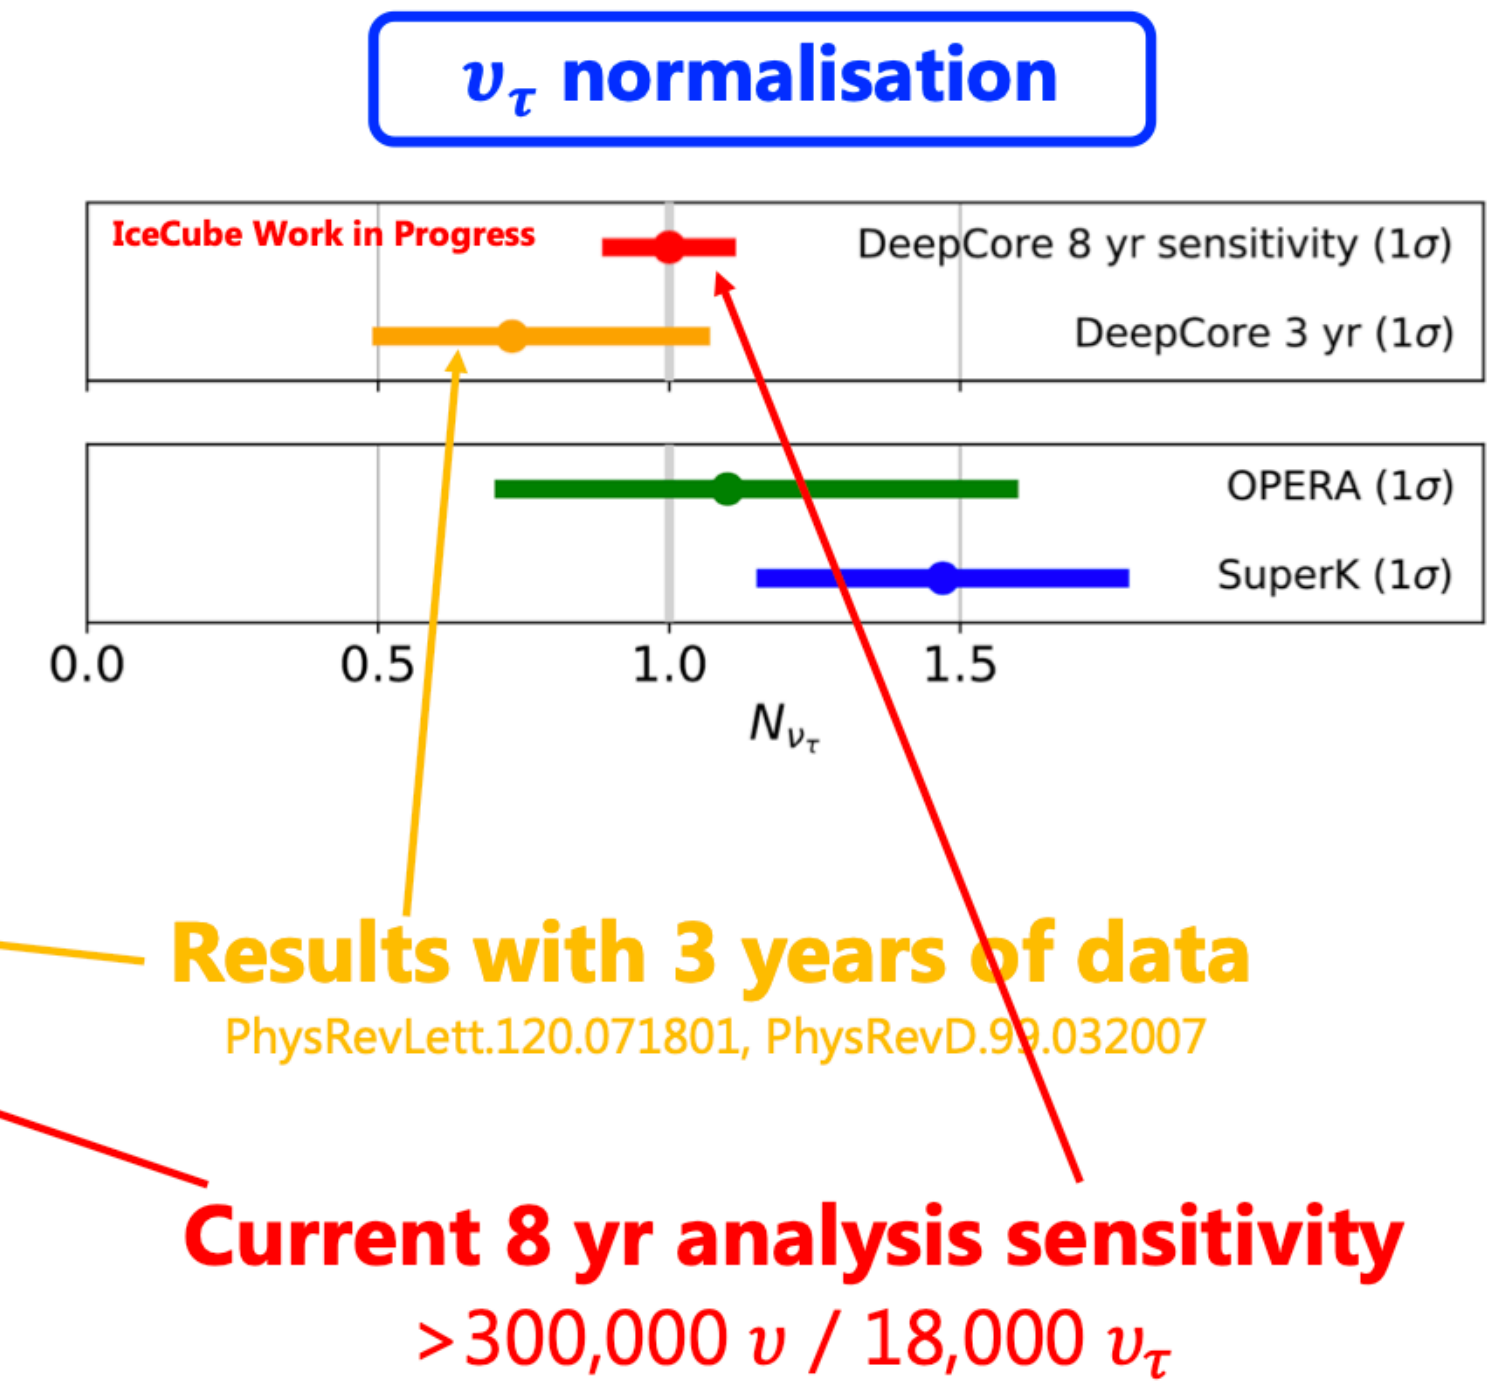 υτ normalisation
IceCube Work in Progress
DeepCore 8 yr sensitivity (1σ)
DeepCore 3 yr (1σ)
OPERA (1σ)
SuperK (1σ)
0.0 0.5 1.0 1.5
Nντ
Results with 3 years of data
PhysRevLett.120.071801, PhysRevD.99.032007
Current 8 yr analysis sensitivity
>300,000 υ / 18,000 υτ